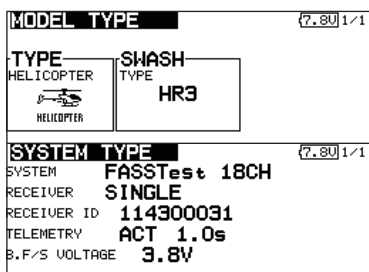 MODEL TYPE 7.8V 1/1
TYPE SWASH
HELICOPTER TYPE
HR3
HELICOPTER
SYSTEM TYPE 7.8V 1/1
SYSTEM FASSTest 18CH
RECEIVER SINGLE
RECEIVER ID 114300031
TELEMETRY ACT 1.0s
B.F/S VOLTAGE 3.8V